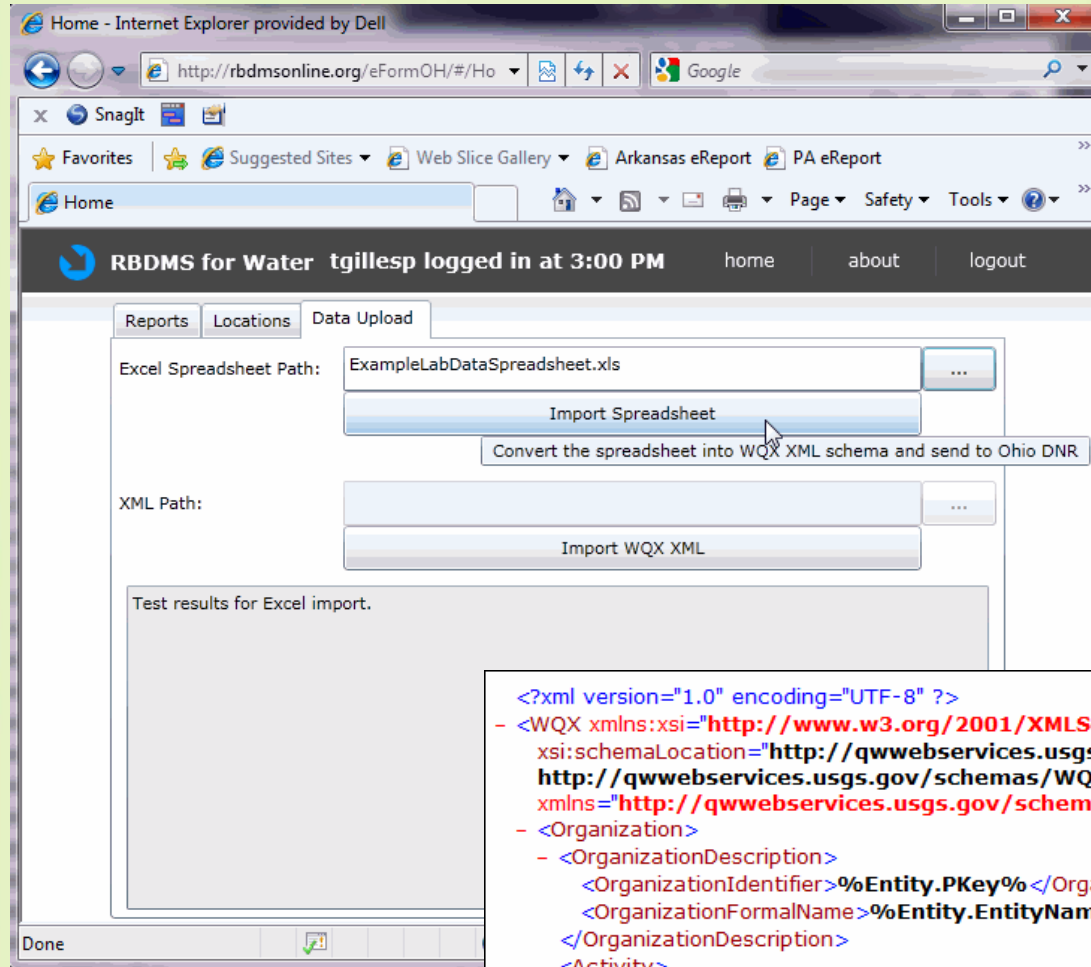 Home - Internet Explorer provided by Dell
http://rbdmsonline.org/eFormOH/#/Ho
Google
x SnagIt
Favorites Suggested Sites Web Slice Gallery Arkansas eReport PA eReport
Home Page Safety Tools
RBDMS for Water tgillesp logged in at 3:00 PM home about logout
Reports Locations Data Upload
Excel Spreadsheet Path: ExampleLabDataSpreadsheet.xls ...
Import Spreadsheet
Convert the spreadsheet into WQX XML schema and send to Ohio DNR
XML Path: ...
Import WQX XML
Test results for Excel import.
<?xml version="1.0" encoding="UTF-8" ?>
- <WQX xmlns:xsi="http://www.w3.org/2001/XMLS
xsi:schemaLocation="http://qwwebservices.usgs
http://qwwebservices.usgs.gov/schemas/WQ
xmlns="http://qwwebservices.usgs.gov/schem
- <Organization>
- <OrganizationDescription>
<OrganizationIdentifier>%Entity.PKey%</Orga
<OrganizationFormalName>%Entity.EntityNam
</OrganizationDescription>
<Activity>
Done